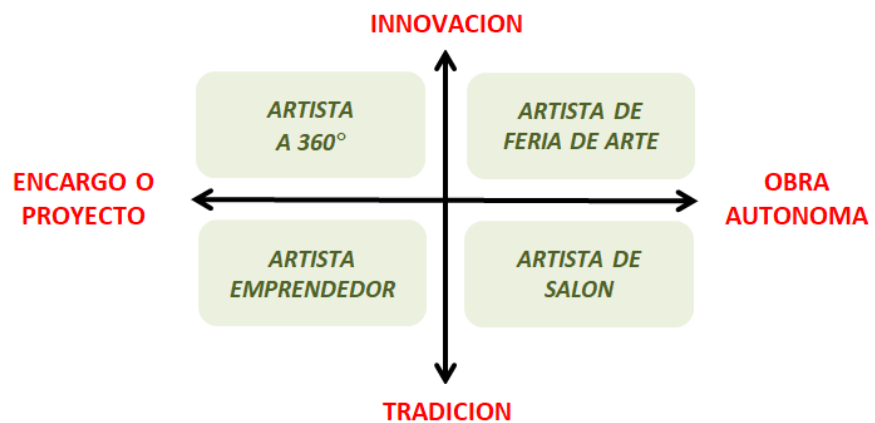 INNOVACION
ARTISTA
A 360°
ARTISTA DE
FERIA DE ARTE
ENCARGO O
PROYECTO
OBRA
AUTONOMA
ARTISTA
EMPRENDEDOR
ARTISTA DE
SALON
TRADICION